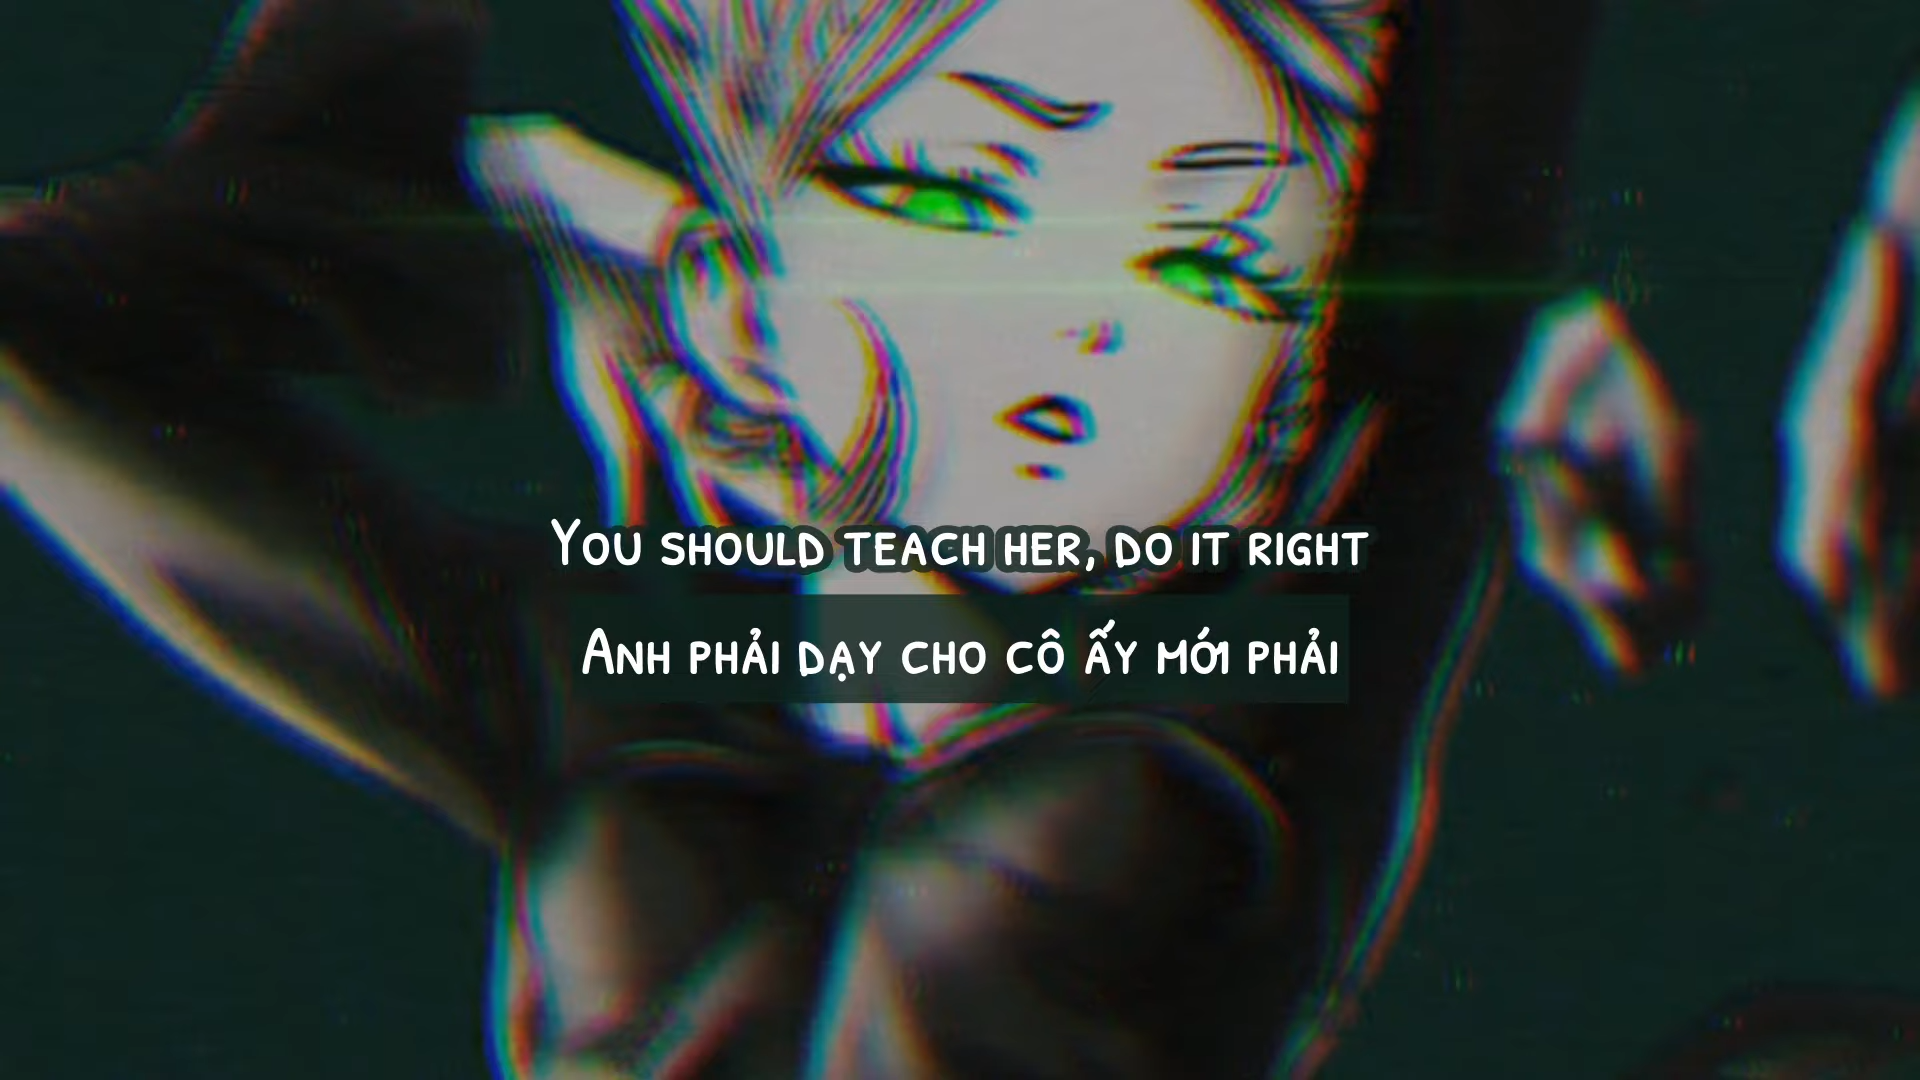 You should teach her, do it right
Anh phải dạy cho cô ấy mới phải